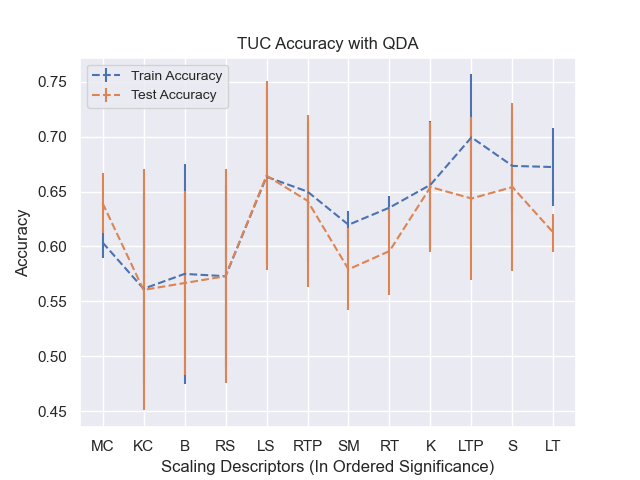 TUC Accuracy with QDA
Train Accuracy
Test Accuracy
0.75
0.70
0.65
0.60
0.55
0.50
0.45
Accuracy
MC KC B RS LS RTP SM RT K LTP S LT
Scaling Descriptors (In Ordered Significance)